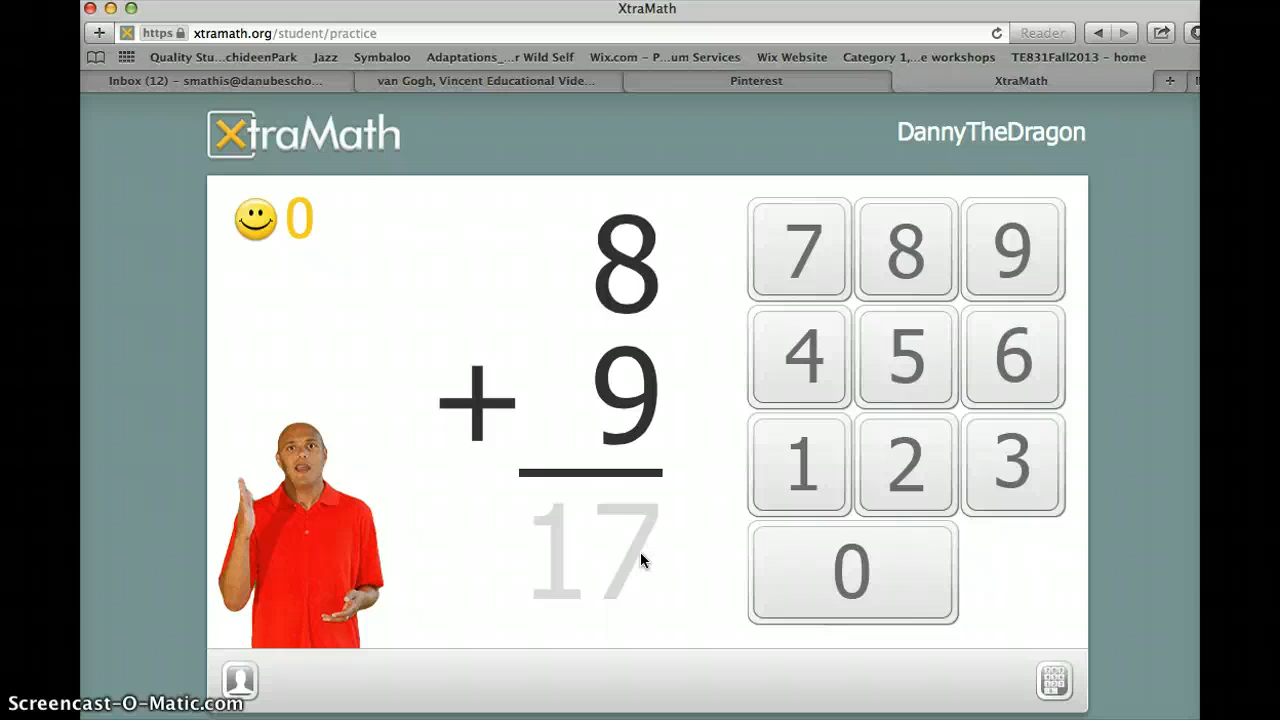 XtraMath
https xtramath.org/student/practice Reader
Quality Stu...chideenPark Jazz Symbaloo Adaptations_...r Wild Self Wix.com - P...um Services Wix Website Category 1,...e workshops TE831Fall2013 - home
Inbox (12) - smathis@danubescho... van Gogh, Vincent Educational Vide... Pinterest XtraMath
XtraMath DannyTheDragon
0
8
+ 9
17
7 8 9
4 5 6
1 2 3
0
Screencast-O-Matic.com